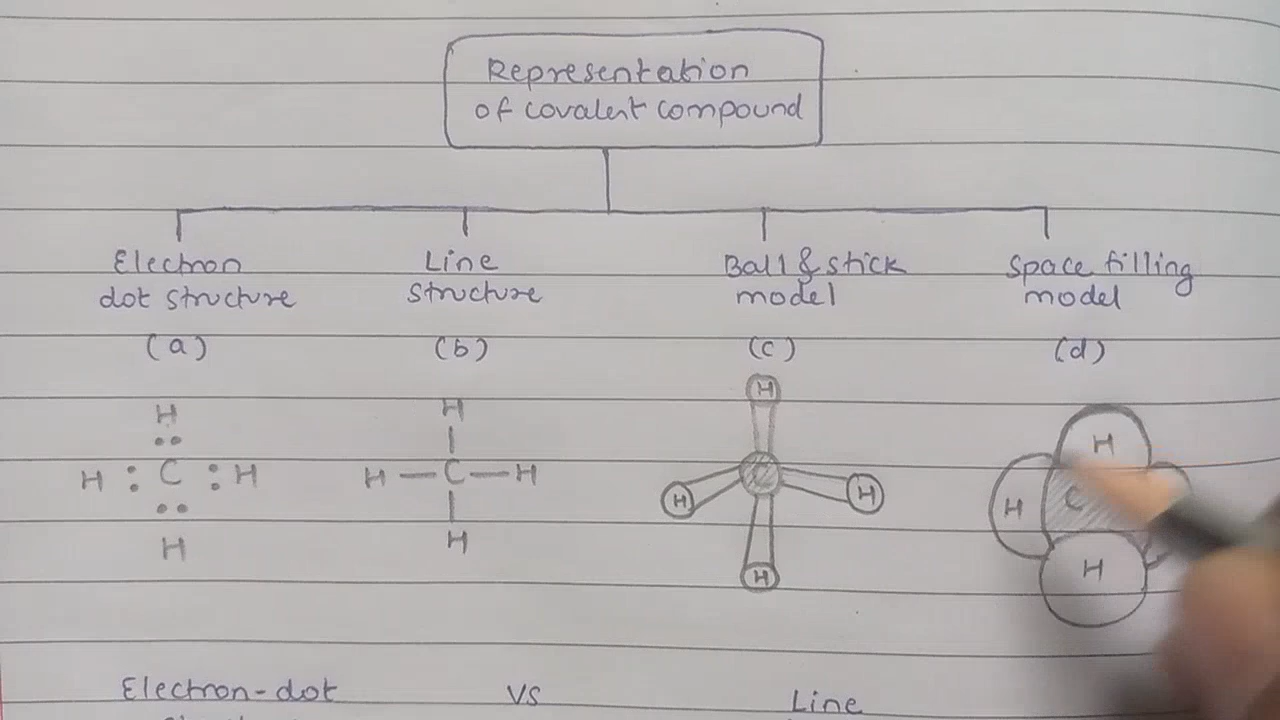 Representation
of covalent compound
Electron
dot structure
(a)
Line
structure
(b)
Ball & stick
model
(c)
Space filling
model
(d)
H
H : C : H
H
H
H — C — H
H
H
H
H
H
H
C
H
H
Electron-dot
VS
Line